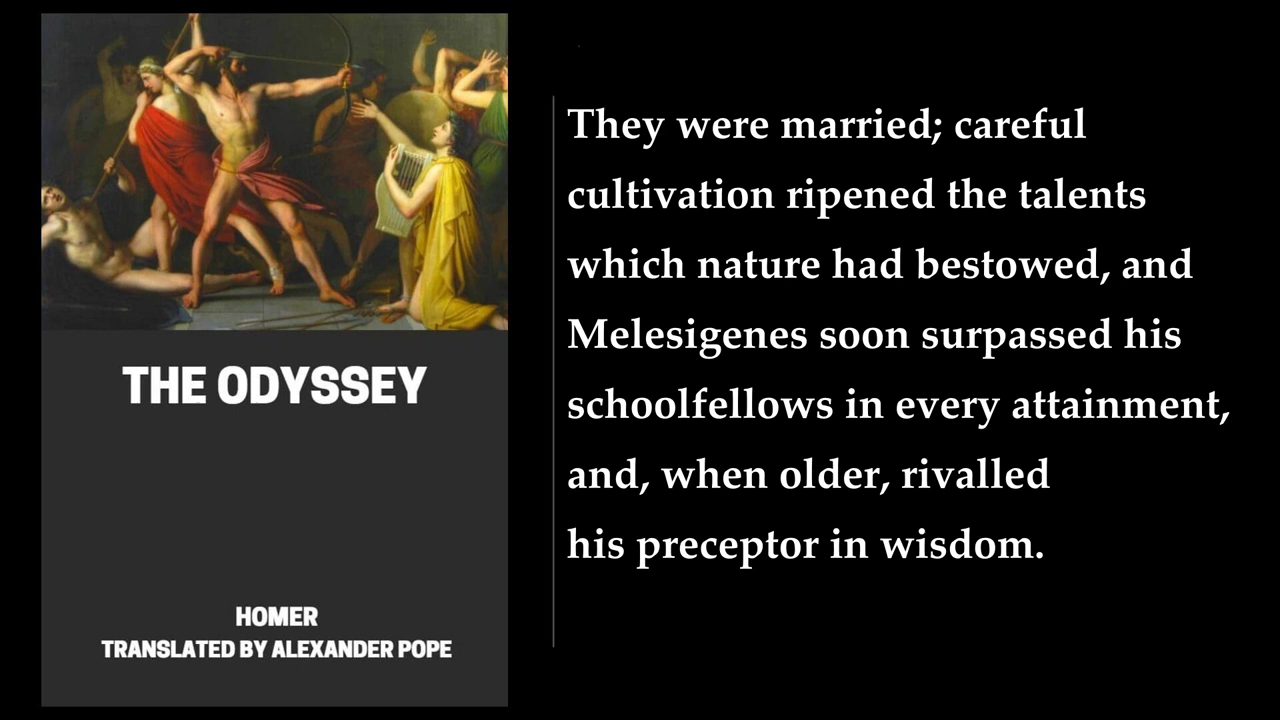 THE ODYSSEY
HOMER
TRANSLATED BY ALEXANDER POPE
They were married; careful
cultivation ripened the talents
which nature had bestowed, and
Melesigenes soon surpassed his
schoolfellows in every attainment,
and, when older, rivalled
his preceptor in wisdom.